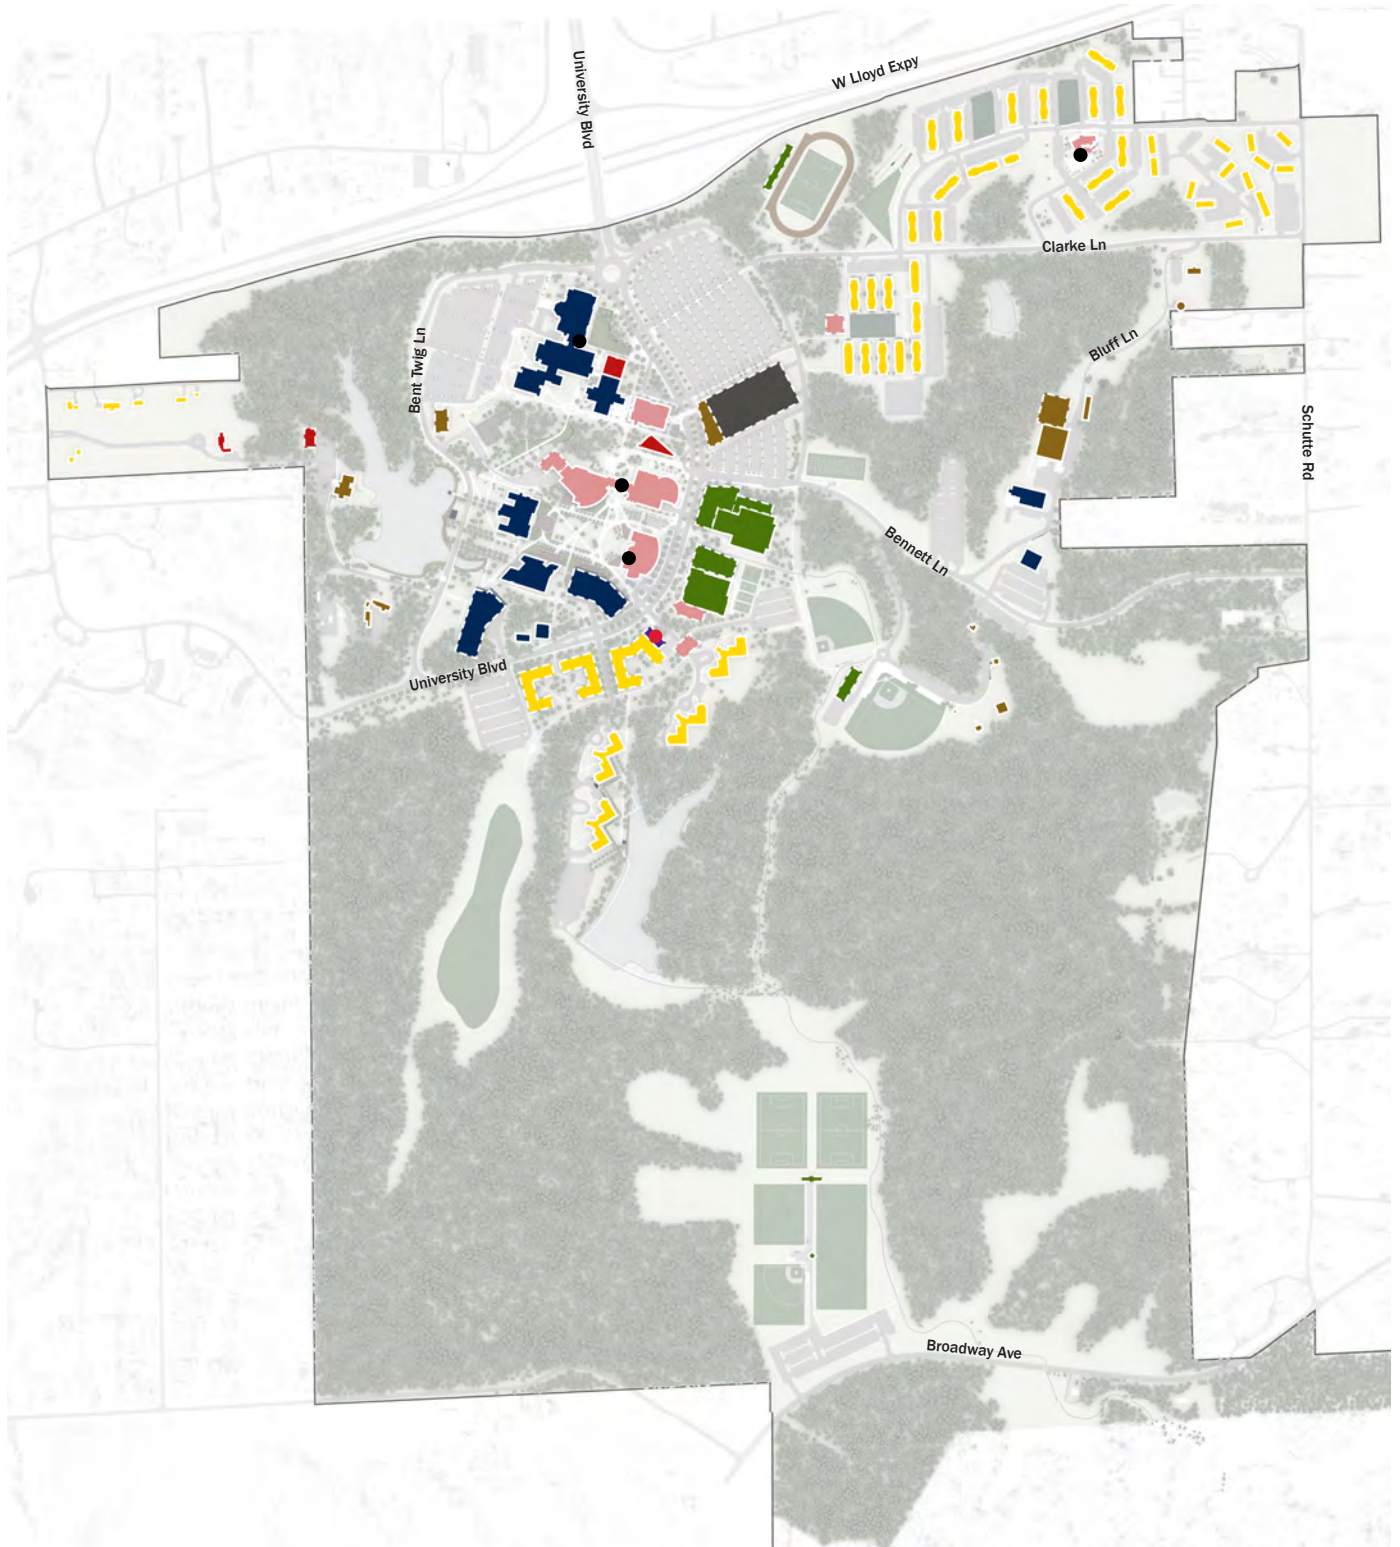 University Blvd
W Lloyd Expy
Clarke Ln
Bluff Ln
Bent Twig Ln
Schutte Rd
Bennett Ln
University Blvd
Broadway Ave